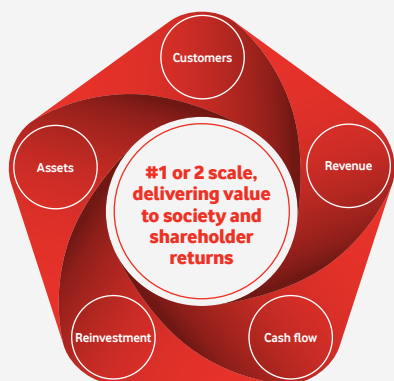 Customers
Assets
Revenue
#1 or 2 scale,
delivering value
to society and
shareholder
returns
Reinvestment
Cash flow